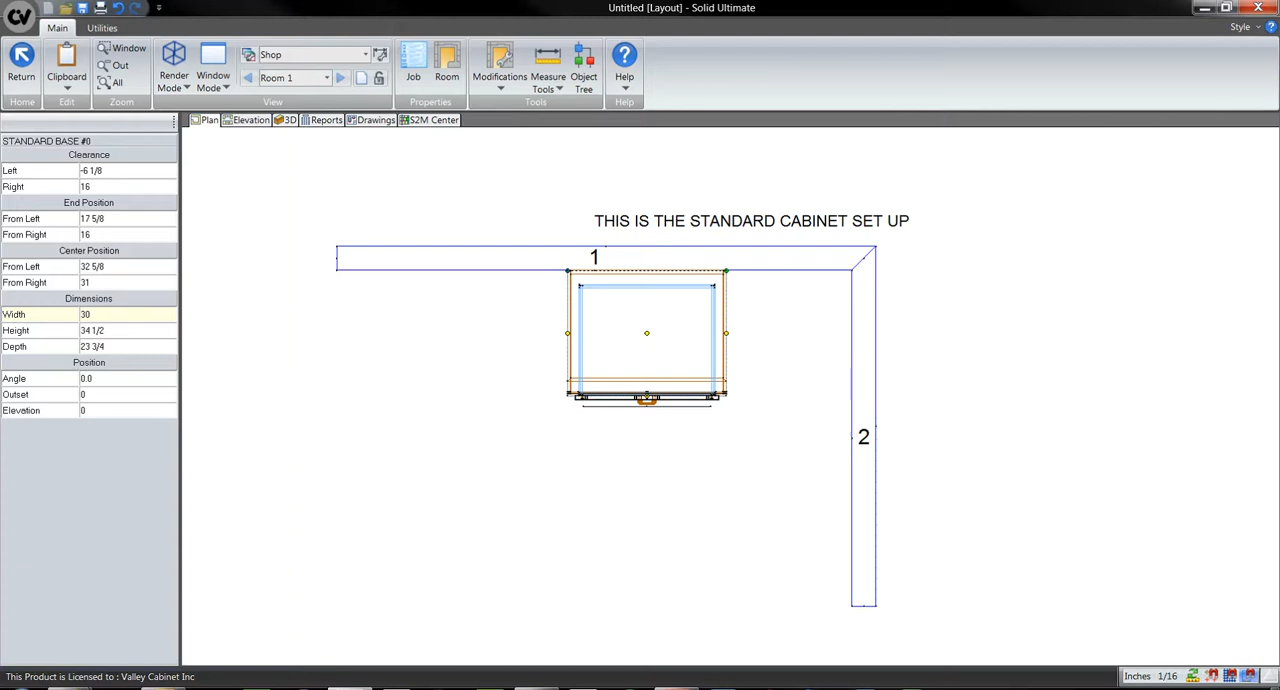 Untitled [Layout] - Solid Ultimate
CV
Main
Utilities
Style
Return
Clipboard
Window
Out
All
Render Mode
Window Mode
Shop
Room 1
Job
Room
Modifications
Measure Tools
Object Tree
Help
Home
Edit
Zoom
View
Properties
Tools
Help
Plan
Elevation
3D
Reports
Drawings
S2M Center
STANDARD BASE #0
Clearance
Left -6 1/8
Right 16
End Position
From Left 17 5/8
From Right 16
Center Position
From Left 32 5/8
From Right 31
Dimensions
Width 30
Height 34 1/2
Depth 23 3/4
Position
Angle 0.0
Outset 0
Elevation 0
THIS IS THE STANDARD CABINET SET UP
1
2
This Product is Licensed to : Valley Cabinet Inc
Inches 1/16